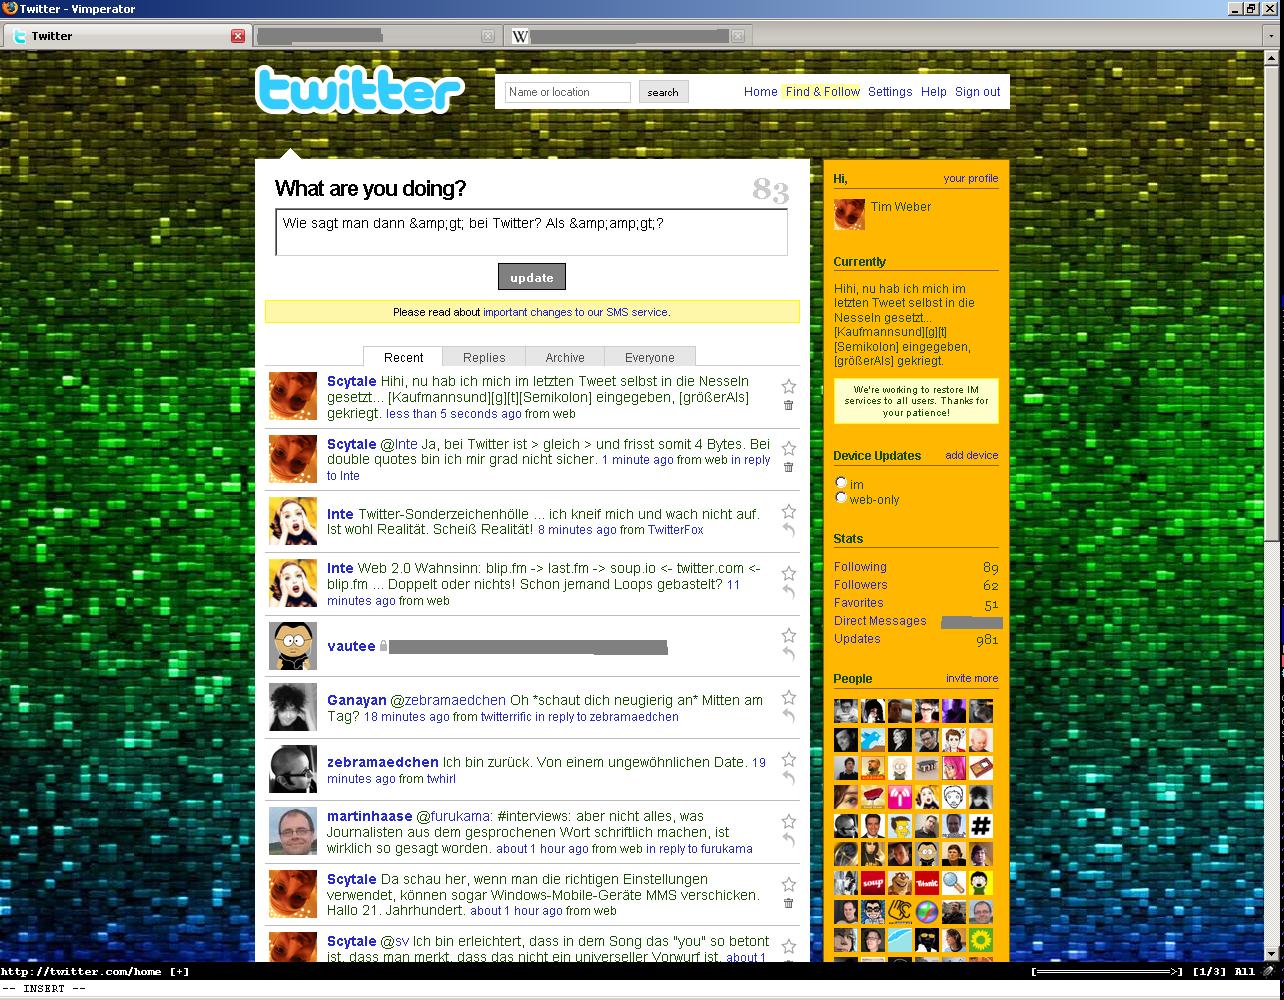 Twitter - Vimperator
Twitter
W
twitter
Name or location
search
Home Find & Follow Settings Help Sign out
What are you doing?
83
Wie sagt man dann &amp;gt; bei Twitter? Als &amp;amp;gt;?
update
Please read about important changes to our SMS service.
Recent Replies Archive Everyone
Scytale Hihi, nu hab ich mich im letzten Tweet selbst in die Nesseln
gesetzt... [Kaufmannsund][g][t][Semikolon] eingegeben, [größerAls]
gekriegt. less than 5 seconds ago from web
Scytale @Inte Ja, bei Twitter ist > gleich > und frisst somit 4 Bytes. Bei
double quotes bin ich mir grad nicht sicher. 1 minute ago from web in reply
to Inte
Inte Twitter-Sonderzeichenhölle ... ich kneif mich und wach nicht auf.
Ist wohl Realität. Scheiß Realität! 8 minutes ago from TwitterFox
Inte Web 2.0 Wahnsinn: blip.fm -> last.fm -> soup.io <- twitter.com <-
blip.fm ... Doppelt oder nichts! Schon jemand Loops gebastelt? 11
minutes ago from web
vautee
Ganayan @zebramaedchen Oh *schaut dich neugierig an* Mitten am
Tag? 18 minutes ago from twitterrific in reply to zebramaedchen
zebramaedchen Ich bin zurück. Von einem ungewöhnlichen Date. 19
minutes ago from twhirl
martinhaase @furukama: #interviews: aber nicht alles, was
Journalisten aus dem gesprochenen Wort schriftlich machen, ist
wirklich so gesagt worden. about 1 hour ago from web in reply to furukama
Scytale Da schau her, wenn man die richtigen Einstellungen
verwendet, können sogar Windows-Mobile-Geräte MMS verschicken.
Hallo 21. Jahrhundert. about 1 hour ago from web
Scytale @sv Ich bin erleichtert, dass in dem Song das "you" so betont
ist, dass man merkt, dass das nicht ein universeller Vorwurf ist. about 1
Hi, your profile
Tim Weber
Currently
Hihi, nu hab ich mich im
letzten Tweet selbst in die
Nesseln gesetzt...
[Kaufmannsund][g][t]
[Semikolon] eingegeben,
[größerAls] gekriegt.
We're working to restore IM
services to all users. Thanks for
your patience!
Device Updates add device
im
web-only
Stats
Following 89
Followers 62
Favorites 51
Direct Messages
Updates 981
People invite more
#
soup
Titanic
http://twitter.com/home [+]
[==================>] [1/3] All
-- INSERT --